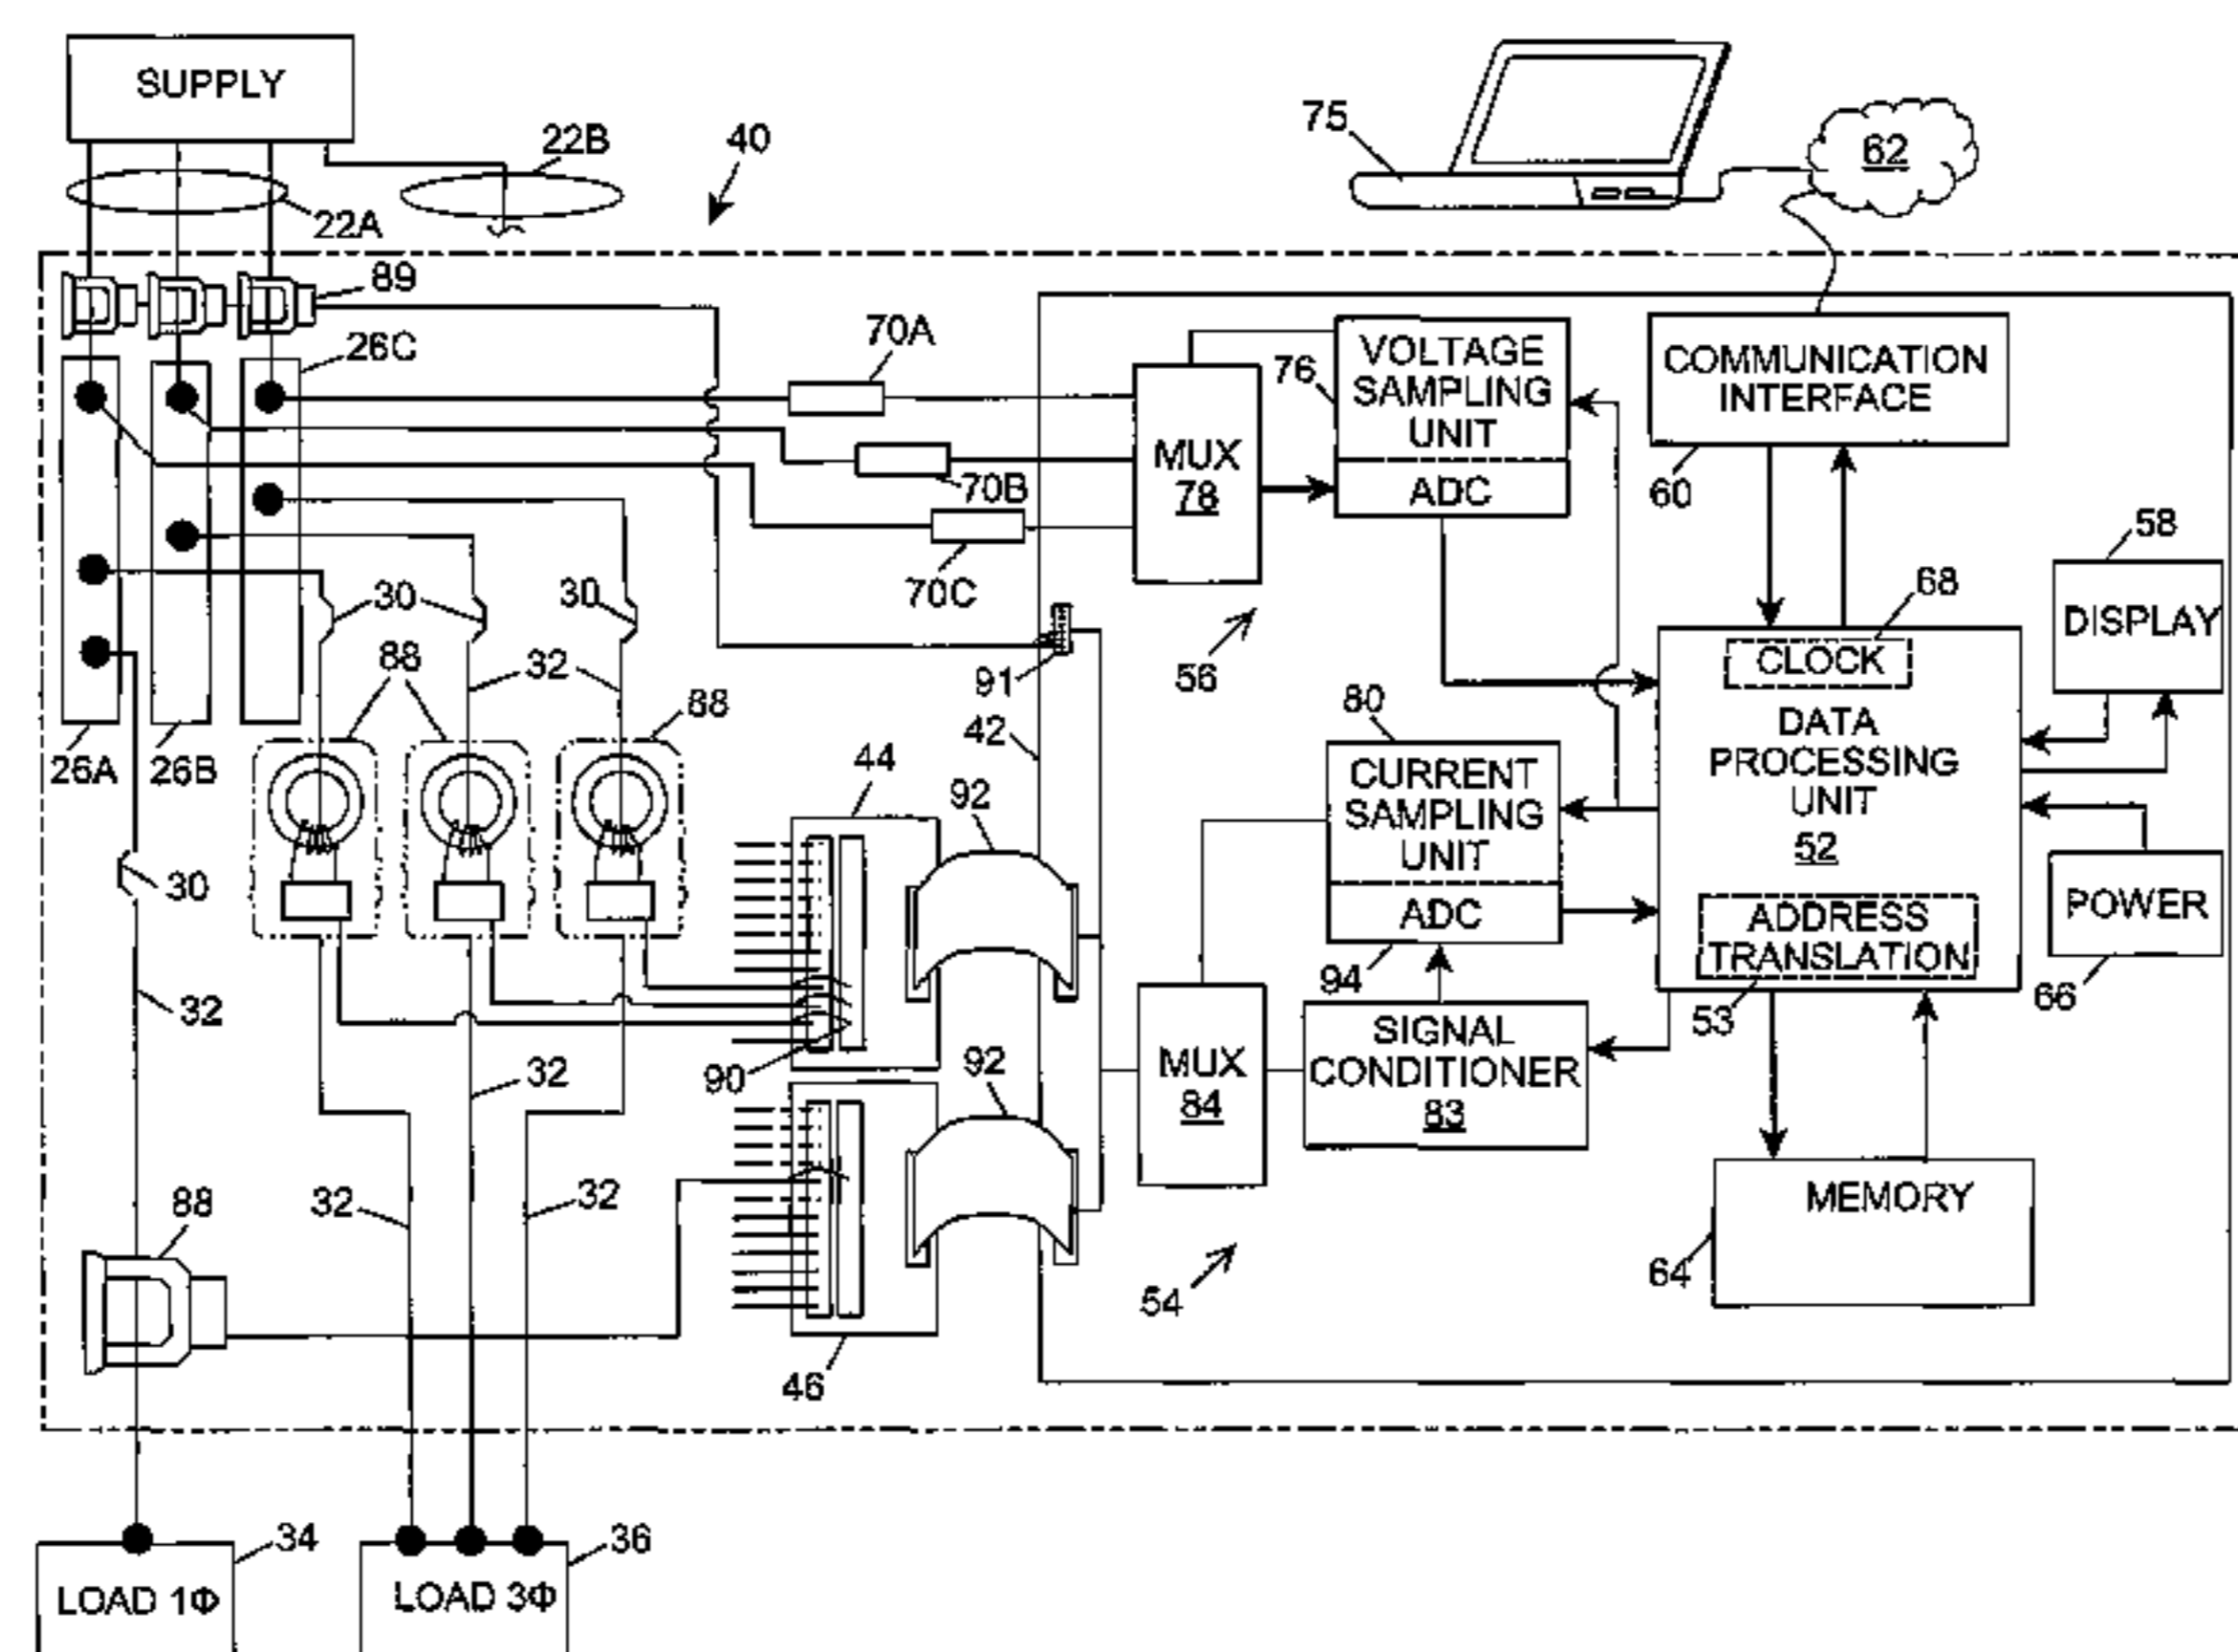 SUPPLY
22B
40
75
62
22A
89
70A
26C
76
VOLTAGE
SAMPLING
UNIT
ADC
COMMUNICATION
INTERFACE
MUX
78
70B
60
70C
58
30
30
68
DISPLAY
CLOCK
88
32
91
56
88
80
42
DATA
PROCESSING
UNIT
52
26A
26B
44
92
CURRENT
SAMPLING
UNIT
ADC
30
POWER
ADDRESS
TRANSLATION
32
94
53
66
90
32
92
MUX
84
SIGNAL
CONDITIONER
83
88
32
32
MEMORY
64
54
46
34
36
LOAD 1Φ
LOAD 3Φ